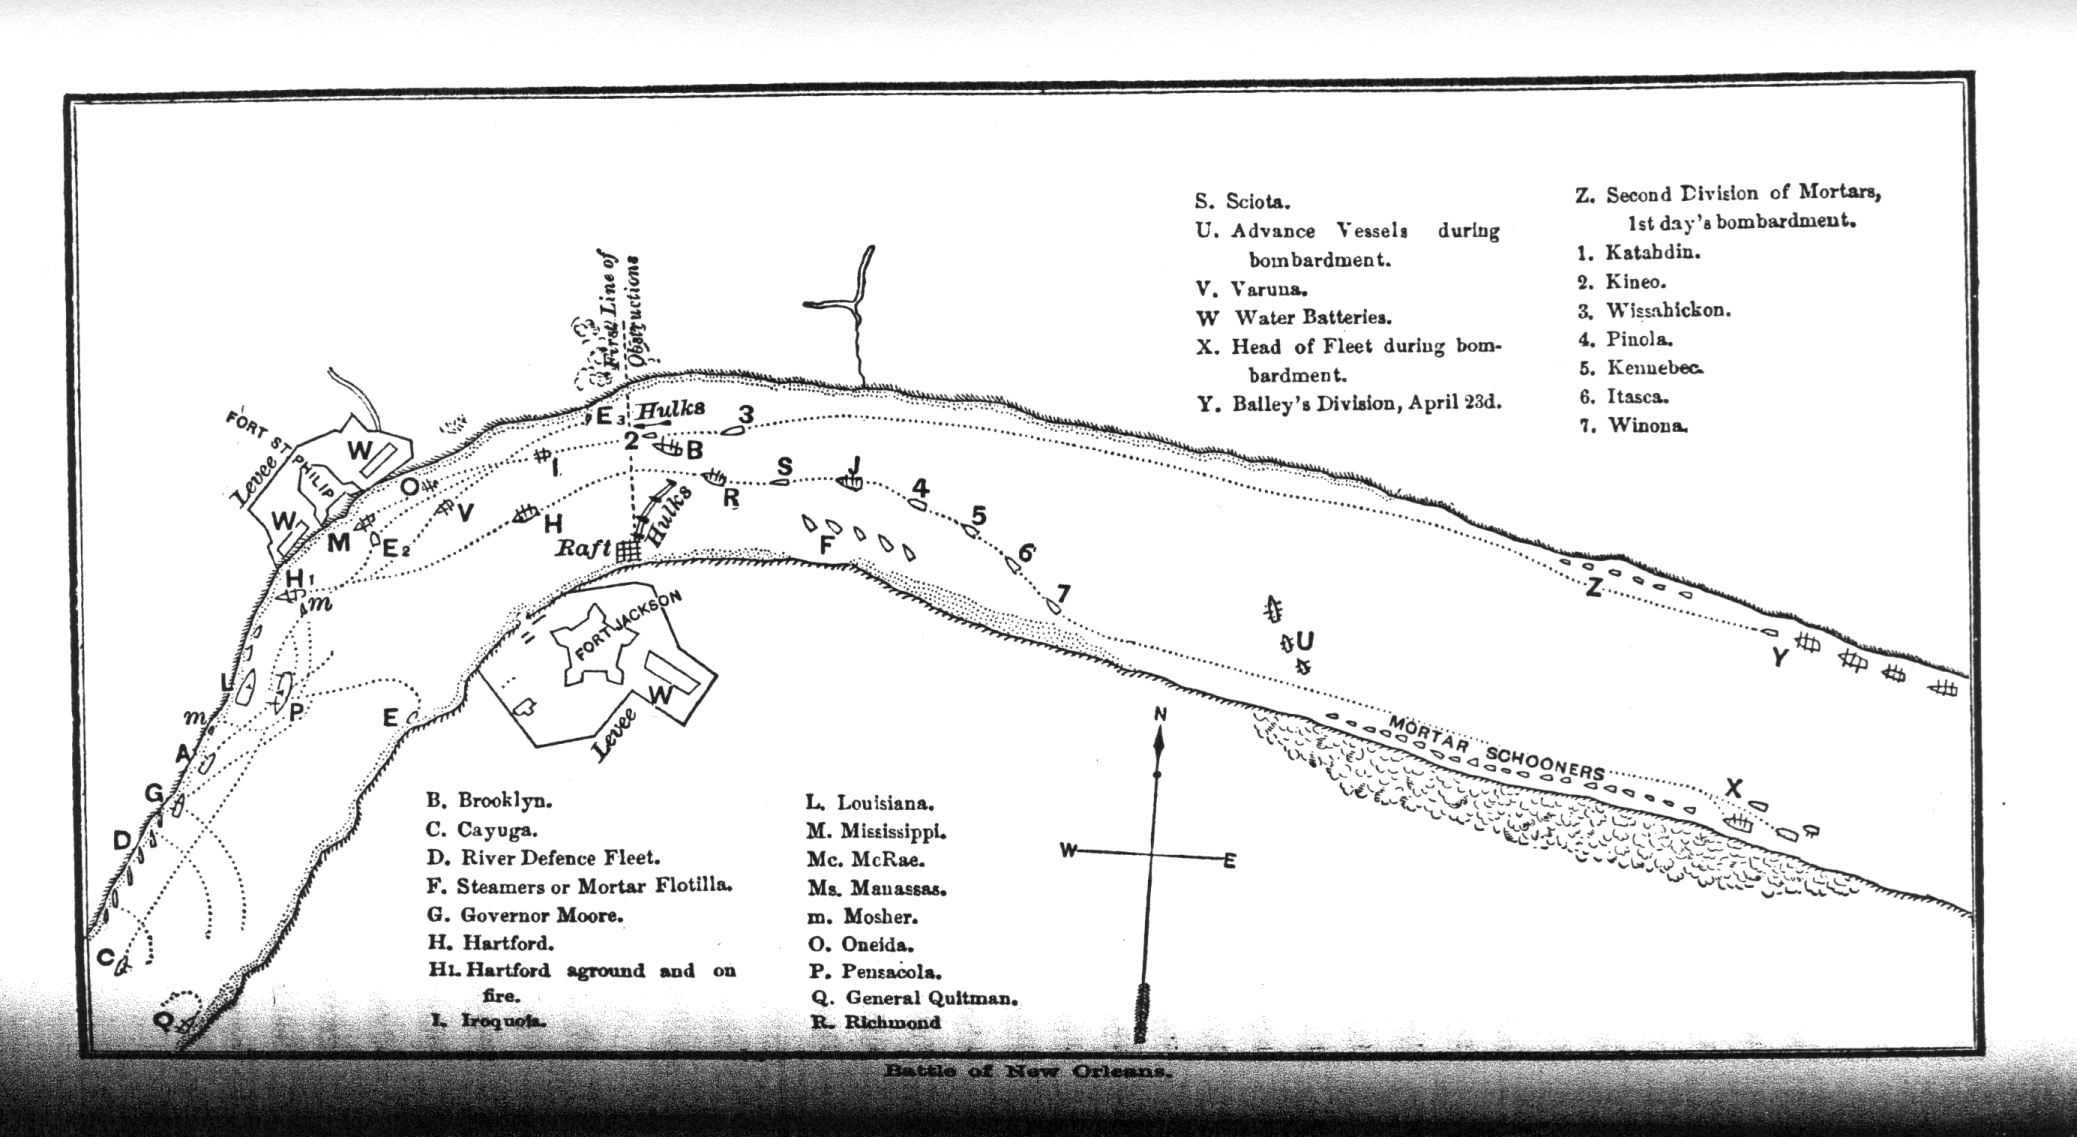 S. Sciota.
U. Advance Vessels during
bombardment.
V. Varuna.
W Water Batteries.
X. Head of Fleet during bom-
bardment.
Y. Balley's Division, April 23d.
Z. Second Division of Mortars,
1st day's bombardment.
1. Katahdin.
2. Kineo.
3. Wissahickon.
4. Pinola.
5. Kennebec.
6. Itasca.
7. Winona.
First Line of
Obstructions
FORT ST PHILIP
Levee
W
W
E3
Hulks
3
2
B
I
O
V
R
S
J
4
H
Hulks
5
M
E2
Raft
F
6
H1
m
7
Z
FORT JACKSON
U
Y
L
P
E
W
m
Levee
N
A
MORTAR SCHOONERS
G
X
D
W
E
C
Q
B. Brooklyn.
C. Cayuga.
D. River Defence Fleet.
F. Steamers or Mortar Flotilla.
G. Governor Moore.
H. Hartford.
H1. Hartford aground and on
fire.
I. Iroquois.
L. Louisiana.
M. Mississippi.
Mc. McRae.
Ms. Manassas.
m. Mosher.
O. Oneida.
P. Pensacola.
Q. General Quitman.
R. Richmond
Battle of New Orleans.